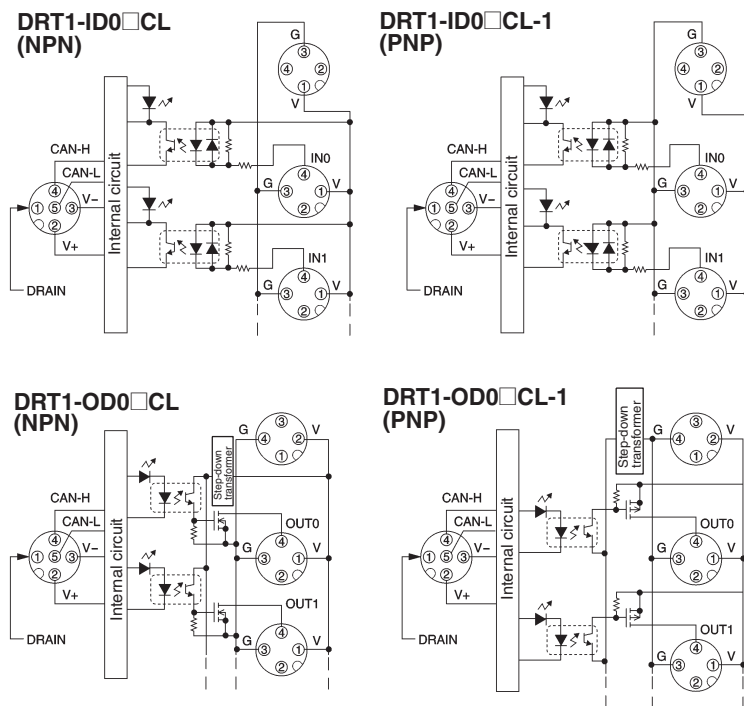 DRT1-ID0□CL
(NPN)
G
③
④ ②
①
V
CAN-H
CAN-L
V−
V+
④
① ⑤ ③
②
DRAIN
Internal circuit
IN0
④
G ③ ① V
②
IN1
④
G ③ ① V
②
DRT1-ID0□CL-1
(PNP)
G
③
④ ②
①
V
CAN-H
CAN-L
V−
V+
④
① ⑤ ③
②
DRAIN
Internal circuit
IN0
④
G ③ ① V
②
IN1
④
G ③ ① V
②
DRT1-OD0□CL
(NPN)
G V
③
④ ②
①
Step-down
transformer
CAN-H
CAN-L
V−
V+
④
① ⑤ ③
②
DRAIN
Internal circuit
OUT0
④
G ③ ① V
②
OUT1
④
G ③ ① V
②
DRT1-OD0□CL-1
(PNP)
Step-down
transformer
G V
③
④ ②
①
CAN-H
CAN-L
V−
V+
④
① ⑤ ③
②
DRAIN
Internal circuit
OUT0
④
G ③ ① V
②
OUT1
④
G ③ ① V
②